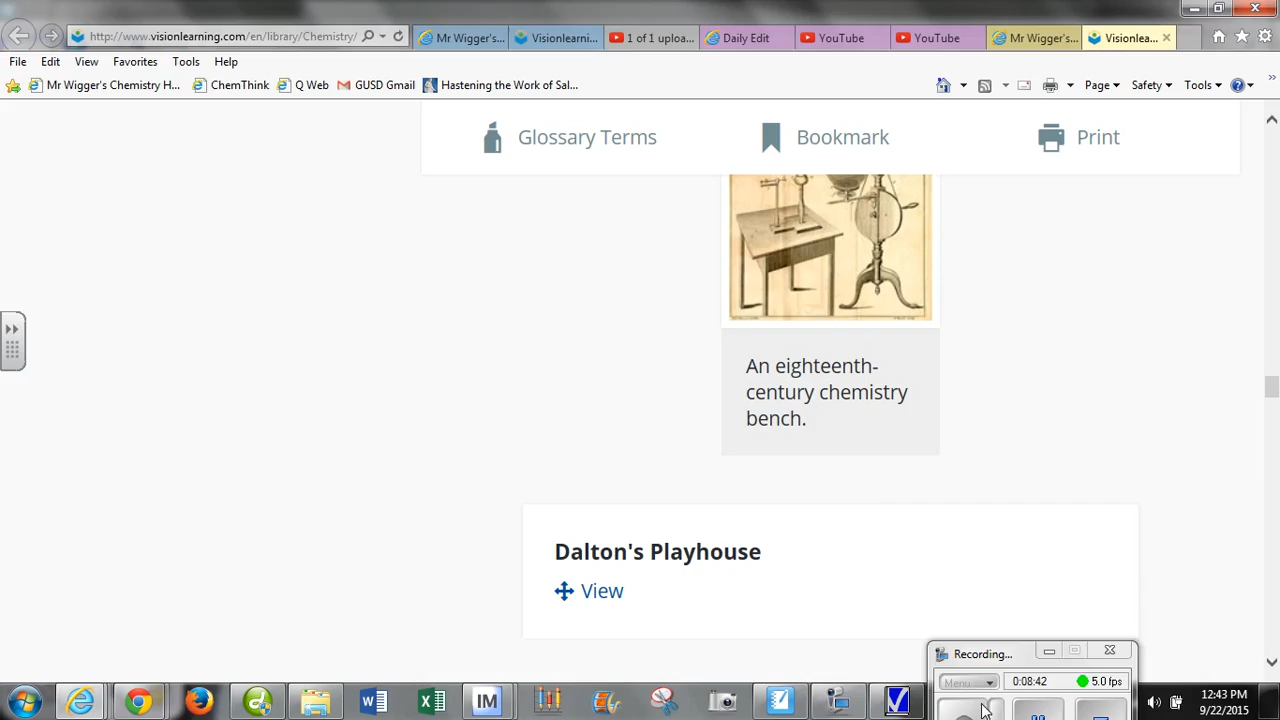 http://www.visionlearning.com/en/library/Chemistry/
Mr Wigger's...
Visionlearni...
1 of 1 uploa...
Daily Edit
YouTube
YouTube
Mr Wigger's...
Visionlea...
File Edit View Favorites Tools Help
Mr Wigger's Chemistry H...
ChemThink
Q Web
GUSD Gmail
Hastening the Work of Sal...
Page
Safety
Tools
Glossary Terms
Bookmark
Print
An eighteenth-
century chemistry
bench.
Dalton's Playhouse
View
Recording...
Menu
0:08:42
5.0 fps
IM
12:43 PM
9/22/2015